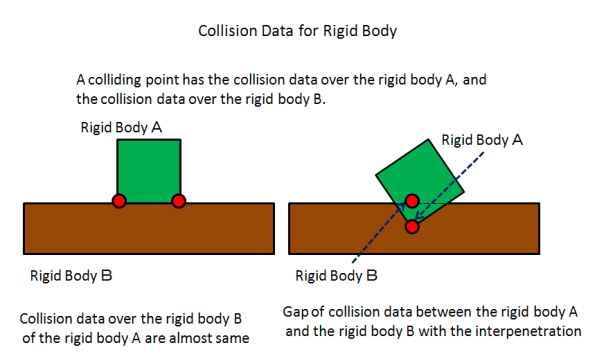 Collision Data for Rigid Body
A colliding point has the collision data over the rigid body A, and
the collision data over the rigid body B.
Rigid Body A
Rigid Body A
Rigid Body B
Rigid Body B
Collision data over the rigid body B
of the rigid body A are almost same
Gap of collision data between the rigid body A
and the rigid body B with the interpenetration